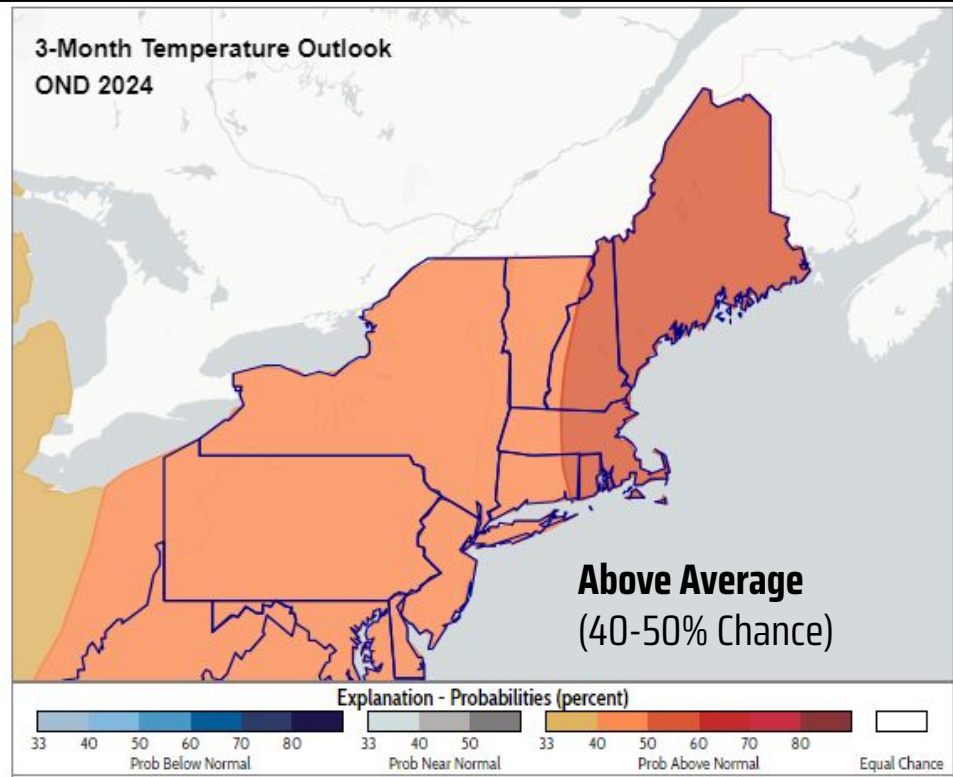 3-Month Temperature Outlook
OND 2024
Above Average
(40-50% Chance)
Explanation - Probabilities (percent)
33 40 50 60 70 80 33 40 50 33 40 50 60 70 80
Prob Below Normal Prob Near Normal Prob Above Normal Equal Chance